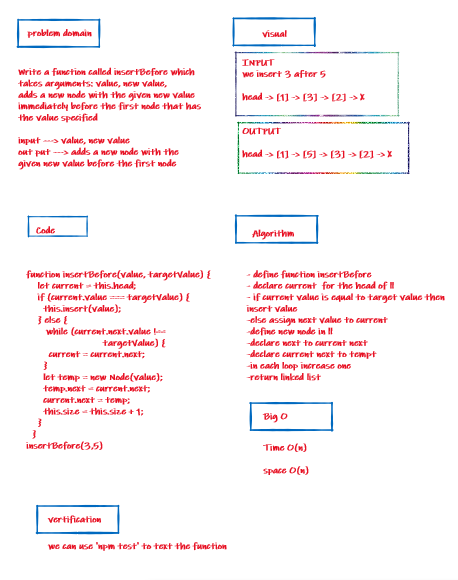 problem domain
Write a function called insertBefore which
takes arguments: value, new value,
adds a new node with the given new value
immediately before the first node that has
the value specified
input ---> value, new value
out put ---> adds a new node with the
given new value before the first node
visual
INPUT
we insert 3 after 5
head -> [1] -> [3] -> [2] -> X
OUTPUT
head -> [1] -> [5] -> [3] -> [2] -> X
Code
function insertBefore(value, targetValue) {
let current = this.head;
if (current.value === targetValue) {
this.insert(value);
} else {
while (current.next.value !==
targetValue) {
current = current.next;
}
let temp = new Node(value);
temp.next = current.next;
current.next = temp;
this.size = this.size + 1;
}
}
insertBefore(3,5)
Algorithm
- define function insertBefore
- declare current for the head of ll
- if current value is equal to target value then
insert value
-else assign next value to current
-define new node in ll
-declare next to current next
-declare current next to tempt
-in each loop increase one
-return linked list
Big O
Time O(n)
space O(n)
vertification
we can use 'npm test' to text the function